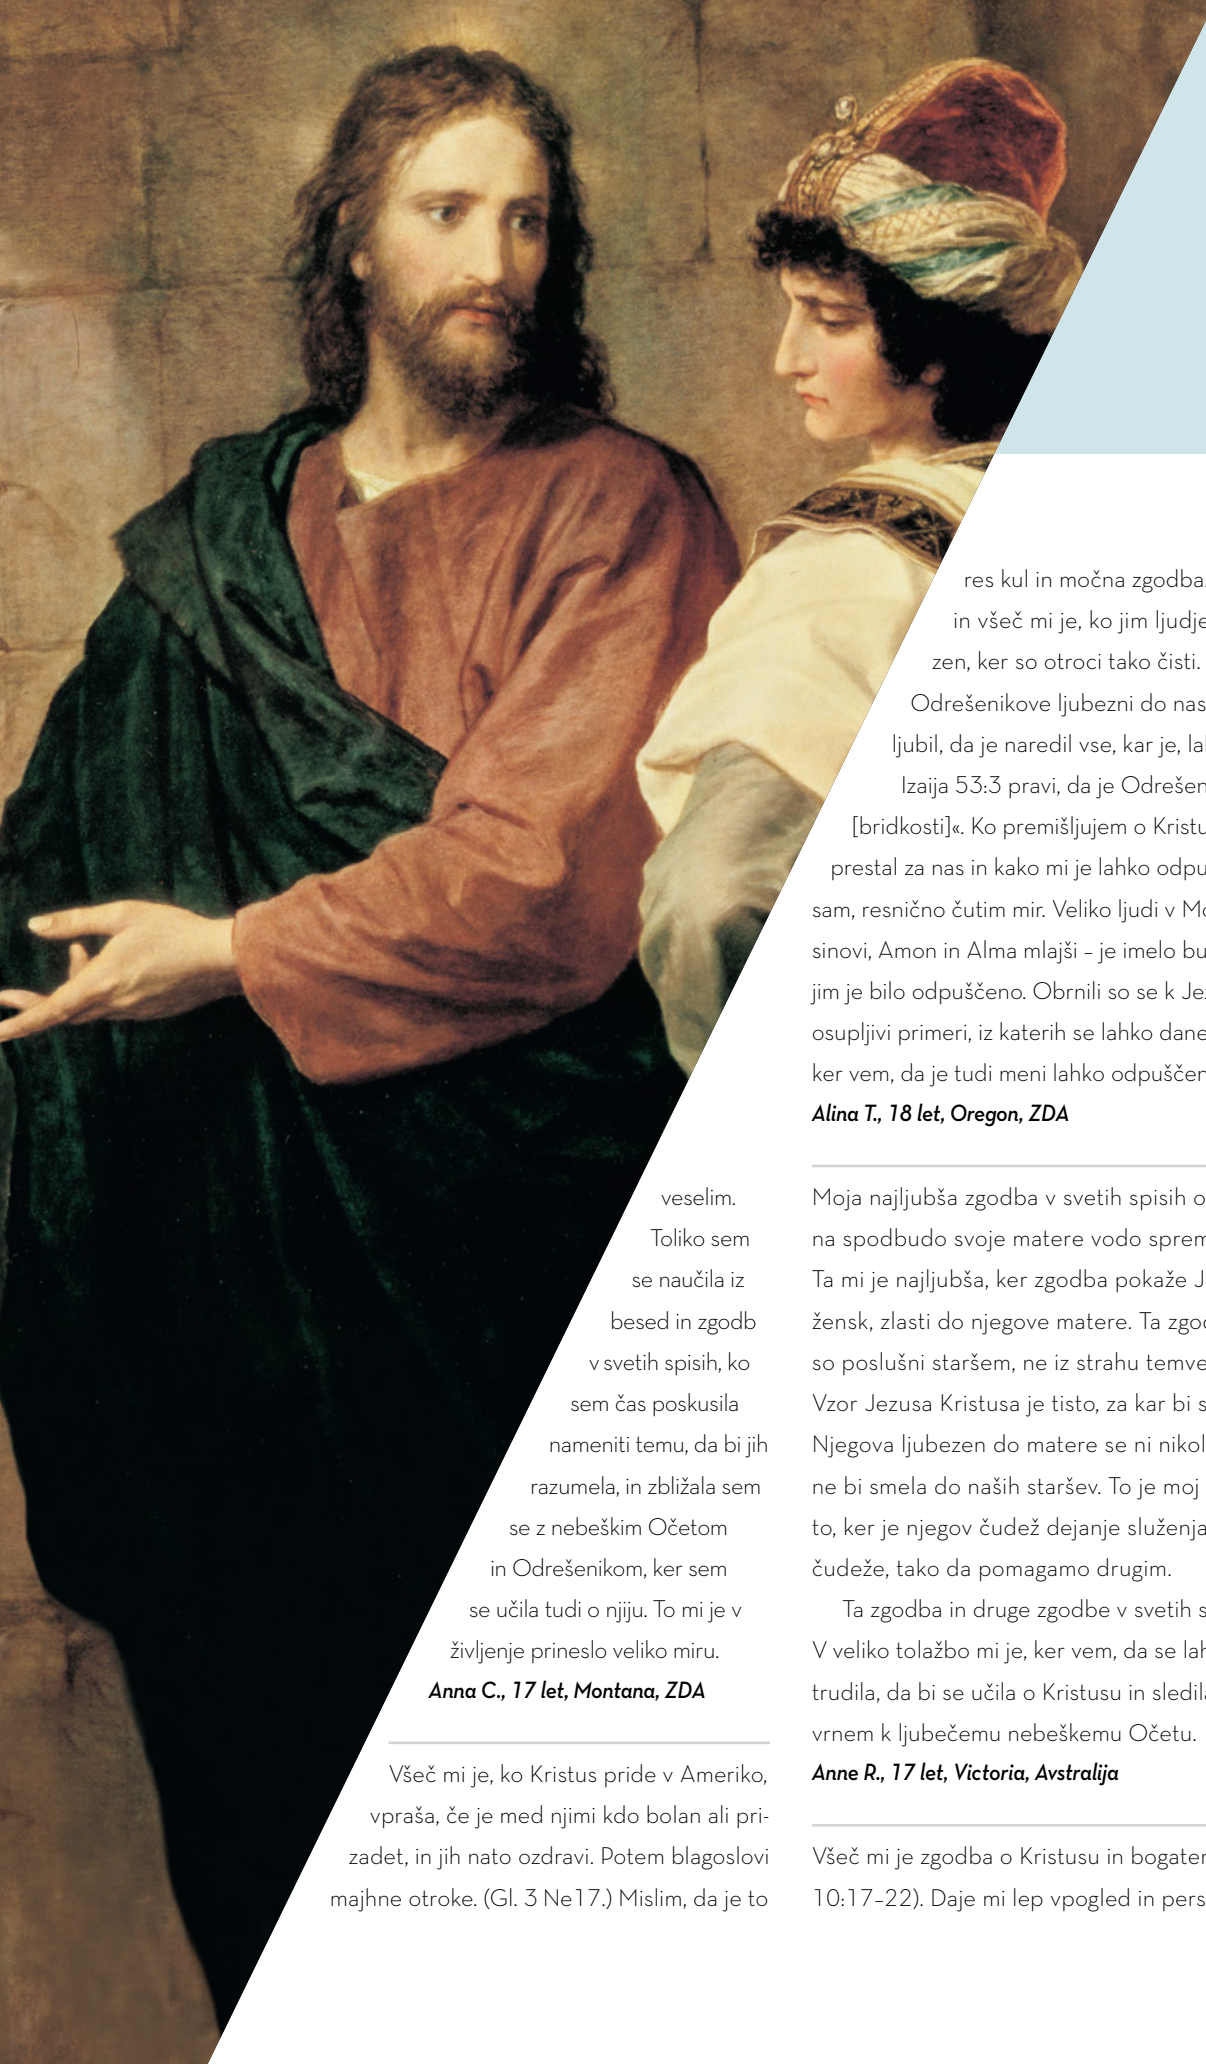 veselim.
Toliko sem
se naučila iz
besed in zgodb
v svetih spisih, ko
sem čas poskusila
nameniti temu, da bi jih
razumela, in zbližala sem
se z nebeškim Očetom
in Odrešenikom, ker sem
se učila tudi o njiju. To mi je v
življenje prineslo veliko miru.
Anna C., 17 let, Montana, ZDA
Všeč mi je, ko Kristus pride v Ameriko,
vpraša, če je med njimi kdo bolan ali pri-
zadet, in jih nato ozdravi. Potem blagoslovi
majhne otroke. (Gl. 3 Ne 17.) Mislim, da je to
res kul in močna zgodba.
in všeč mi je, ko jim ljudje
zen, ker so otroci tako čisti.
Odrešenikove ljubezni do nas
ljubil, da je naredil vse, kar je, la
Izaija 53:3 pravi, da je Odrešen
[bridkosti]«. Ko premišljujem o Kristu
prestal za nas in kako mi je lahko odpu
sam, resnično čutim mir. Veliko ljudi v Mo
sinovi, Amon in Alma mlajši – je imelo bu
jim je bilo odpuščeno. Obrnili so se k Jez
osupljivi primeri, iz katerih se lahko dane
ker vem, da je tudi meni lahko odpuščen
Alina T., 18 let, Oregon, ZDA
Moja najljubša zgodba v svetih spisih o
na spodbudo svoje matere vodo sprem
Ta mi je najljubša, ker zgodba pokaže J
žensk, zlasti do njegove matere. Ta zgod
so poslušni staršem, ne iz strahu temve
Vzor Jezusa Kristusa je tisto, za kar bi s
Njegova ljubezen do matere se ni nikol
ne bi smela do naših staršev. To je moj
to, ker je njegov čudež dejanje služenja
čudeže, tako da pomagamo drugim.
Ta zgodba in druge zgodbe v svetih s
V veliko tolažbo mi je, ker vem, da se lah
trudila, da bi se učila o Kristusu in sledila
vrnem k ljubečemu nebeškemu Očetu.
Anne R., 17 let, Victoria, Avstralija
Všeč mi je zgodba o Kristusu in bogater
10:17–22). Daje mi lep vpogled in pers